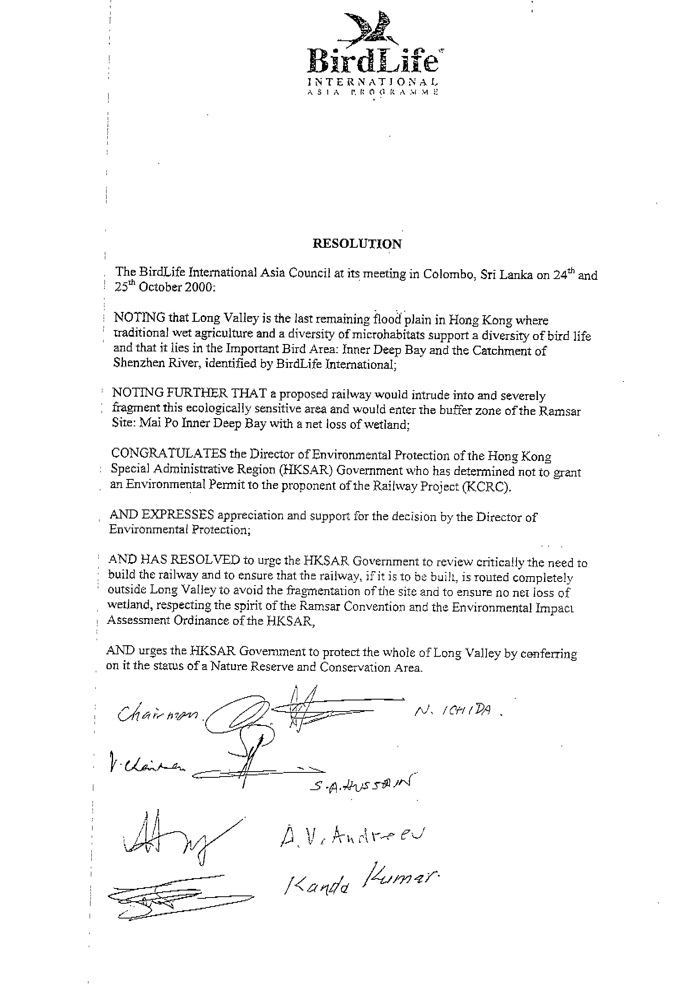 BirdLife
INTERNATIONAL
ASIA PROGRAMME
RESOLUTION
The BirdLife International Asia Council at its meeting in Colombo, Sri Lanka on 24th and
25th October 2000:
NOTING that Long Valley is the last remaining flood plain in Hong Kong where
traditional wet agriculture and a diversity of microhabitats support a diversity of bird life
and that it lies in the Important Bird Area: Inner Deep Bay and the Catchment of
Shenzhen River, identified by BirdLife International;
NOTING FURTHER THAT a proposed railway would intrude into and severely
fragment this ecologically sensitive area and would enter the buffer zone of the Ramsar
Site: Mai Po Inner Deep Bay with a net loss of wetland;
CONGRATULATES the Director of Environmental Protection of the Hong Kong
Special Administrative Region (HKSAR) Government who has determined not to grant
an Environmental Permit to the proponent of the Railway Project (KCRC).
AND EXPRESSES appreciation and support for the decision by the Director of
Environmental Protection;
AND HAS RESOLVED to urge the HKSAR Government to review critically the need to
build the railway and to ensure that the railway, if it is to be built, is routed completely
outside Long Valley to avoid the fragmentation of the site and to ensure no net loss of
wetland, respecting the spirit of the Ramsar Convention and the Environmental Impact
Assessment Ordinance of the HKSAR,
AND urges the HKSAR Government to protect the whole of Long Valley by conferring
on it the status of a Nature Reserve and Conservation Area.
Chairman. N. ICHIDA.
V. Chairman
S.A. HUSSAIN
A.V. Andreev
Kanda Kumar.